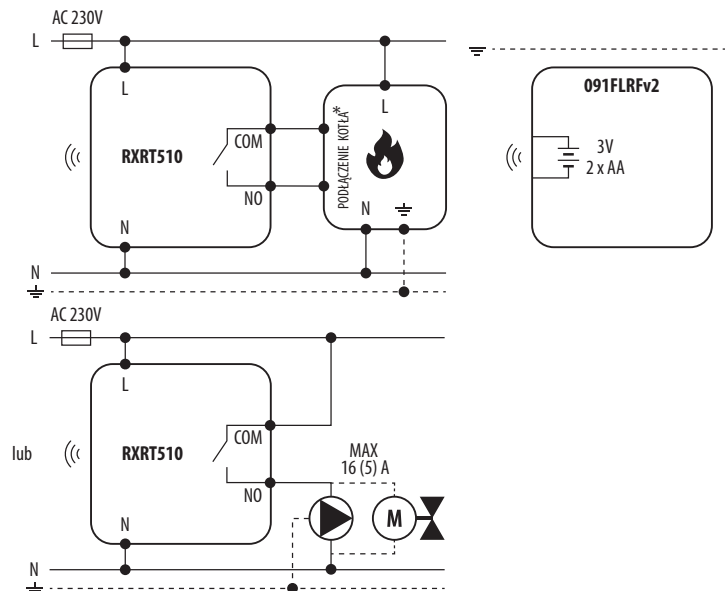 AC 230V
L
L
RXRT510
COM
NO
N
PODŁĄCZENIE KOTŁA*
L
N
091FLRFv2
3V
2 x AA
N
AC 230V
L
lub
L
RXRT510
COM
NO
N
MAX
16 (5) A
M
N